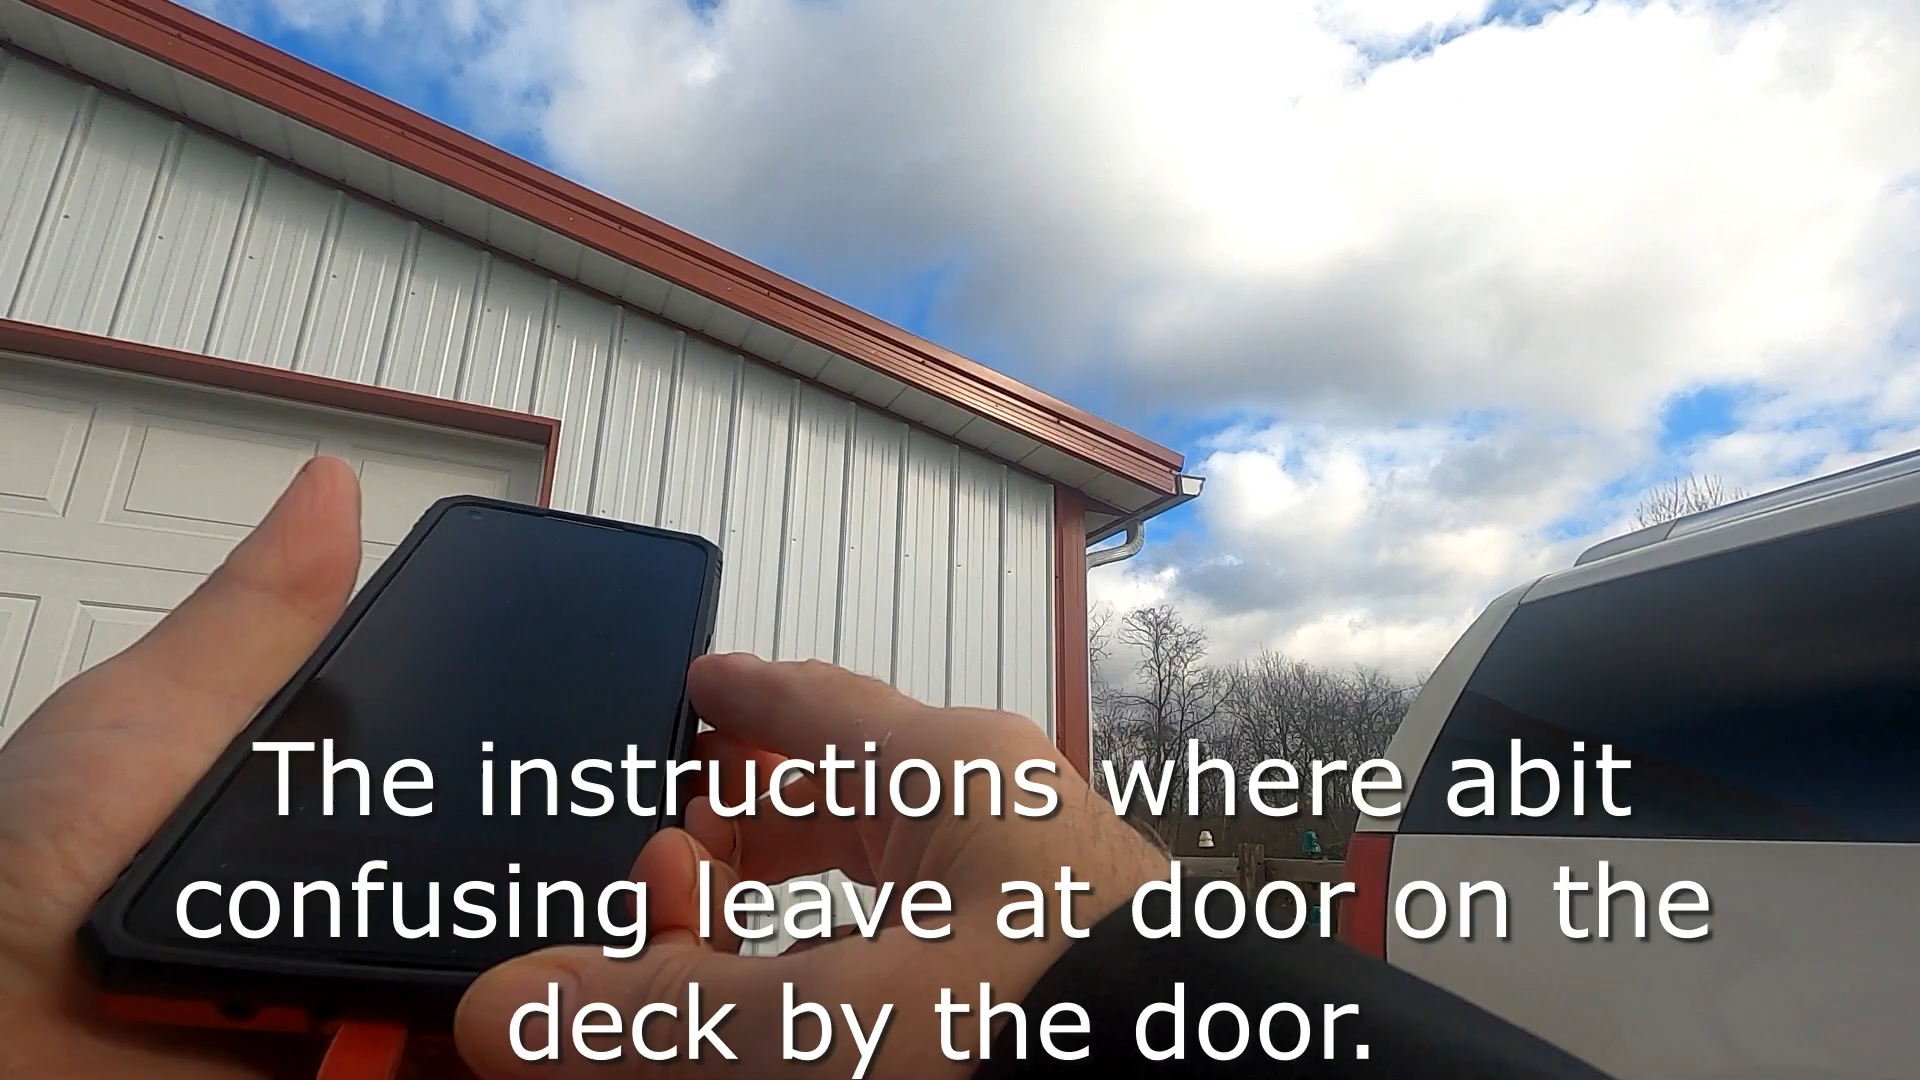 The instructions where abit
confusing leave at door on the
deck by the door.